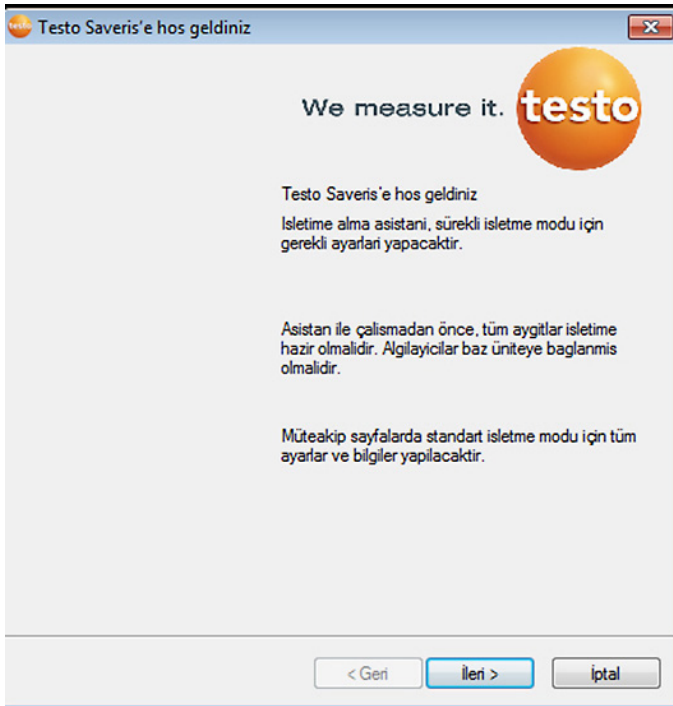 Testo Saveris'e hos geldiniz
We measure it. testo
Testo Saveris'e hos geldiniz
Isletime alma asistani, sürekli isletme modu için
gerekli ayarlari yapacaktir.
Asistan ile çalismadan önce, tüm aygitlar isletime
hazir olmalidir. Algilayicilar baz üniteye baglanmis
olmalidir.
Müteakip sayfalarda standart isletme modu için tüm
ayarlar ve bilgiler yapilacaktir.
< Geri İleri > İptal